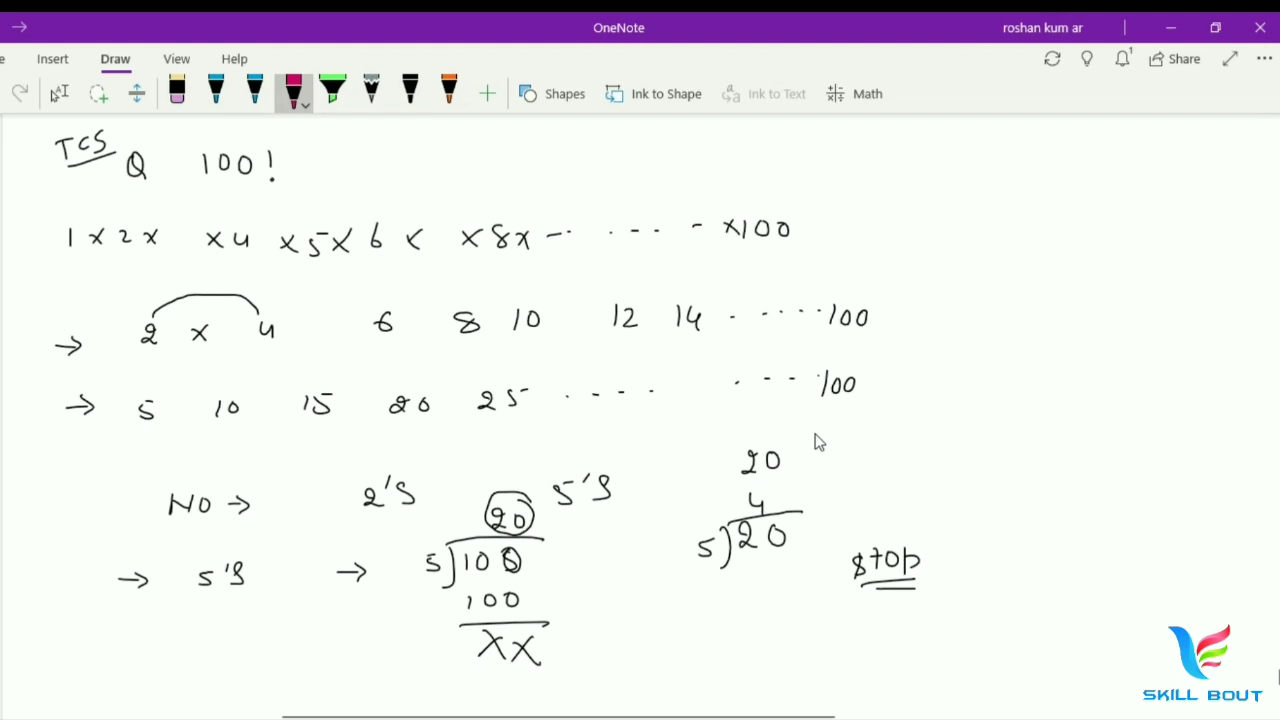 OneNote
roshan kum ar
Insert Draw View Help
1
Share
Shapes Ink to Shape Ink to Text Math
TCS
Q 100!
1 x 2 x x 4 x 5 x 6 x x 8 x - . . - - . . - x 100
→ 2 x 4 6 8 10 12 14 . . . . . . 100
→ 5 10 15 20 25 . - - - . . - - - . 100
20
NO → 2's 5's
20
4
5)20
→ 5's → 5)100
stop
100
XX
SKILL BOUT